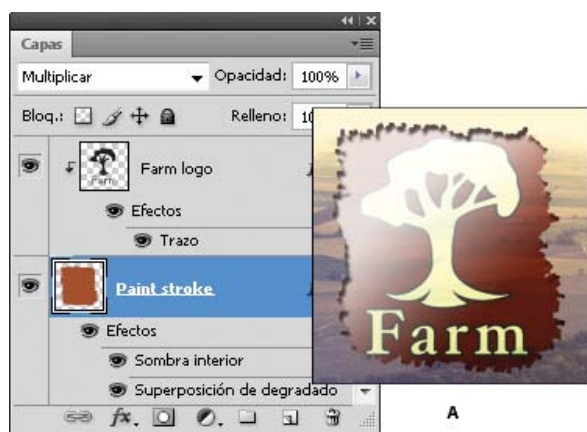 Capas
Multiplicar Opacidad: 100%
Bloq.: Relleno:
Farm logo
Efectos
Trazo
Paint stroke
Efectos
Sombra interior
Superposición de degradado
fx.
Farm
A